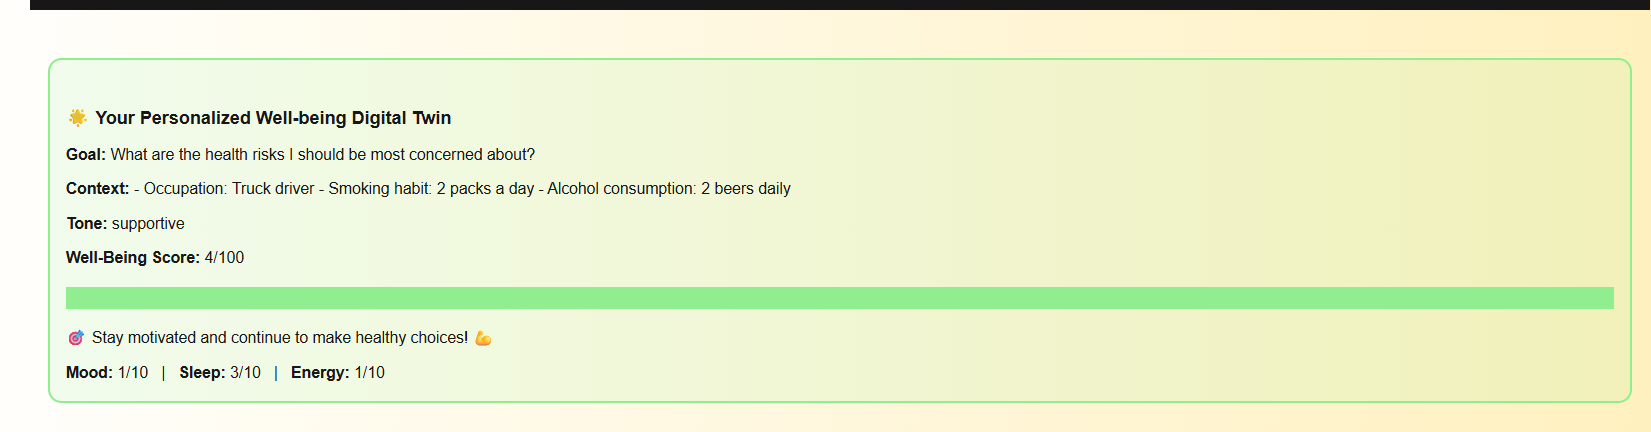 🌟 Your Personalized Well-being Digital Twin
Goal: What are the health risks I should be most concerned about?
Context: - Occupation: Truck driver - Smoking habit: 2 packs a day - Alcohol consumption: 2 beers daily
Tone: supportive
Well-Being Score: 4/100
🎯 Stay motivated and continue to make healthy choices! 💪
Mood: 1/10 | Sleep: 3/10 | Energy: 1/10